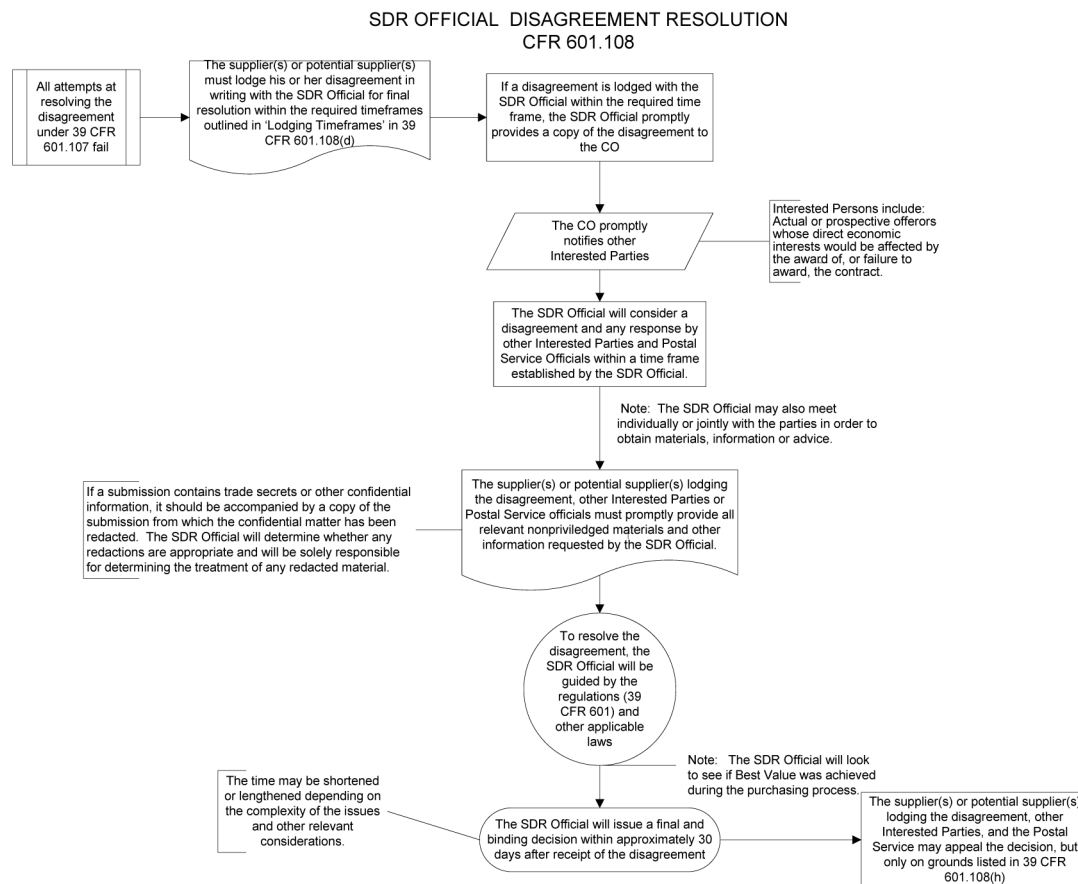 SDR OFFICIAL DISAGREEMENT RESOLUTION
CFR 601.108
All attempts at
resolving the
disagreement
under 39 CFR
601.107 fail
The supplier(s) or potential supplier(s)
must lodge his or her disagreement in
writing with the SDR Official for final
resolution within the required timeframes
outlined in 'Lodging Timeframes' in 39
CFR 601.108(d)
If a disagreement is lodged with the
SDR Official within the required time
frame, the SDR Official promptly
provides a copy of the disagreement to
the CO
The CO promptly
notifies other
Interested Parties
Interested Persons include:
Actual or prospective offerors
whose direct economic
interests would be affected by
the award of, or failure to
award, the contract.
The SDR Official will consider a
disagreement and any response by
other Interested Parties and Postal
Service Officials within a time frame
established by the SDR Official.
Note: The SDR Official may also meet
individually or jointly with the parties in order to
obtain materials, information or advice.
If a submission contains trade secrets or other confidential
information, it should be accompanied by a copy of the
submission from which the confidential matter has been
redacted. The SDR Official will determine whether any
redactions are appropriate and will be solely responsible
for determining the treatment of any redacted material.
The supplier(s) or potential supplier(s) lodging
the disagreement, other Interested Parties or
Postal Service officials must promptly provide all
relevant nonpriviledged materials and other
information requested by the SDR Official.
To resolve the
disagreement, the
SDR Official will be
guided by the
regulations (39
CFR 601) and
other applicable
laws
Note: The SDR Official will look
to see if Best Value was achieved
during the purchasing process.
The time may be shortened
or lengthened depending on
the complexity of the issues
and other relevant
considerations.
The SDR Official will issue a final and
binding decision within approximately 30
days after receipt of the disagreement
The supplier(s) or potential supplier(s)
lodging the disagreement, other
Interested Parties, and the Postal
Service may appeal the decision, but
only on grounds listed in 39 CFR
601.108(h)